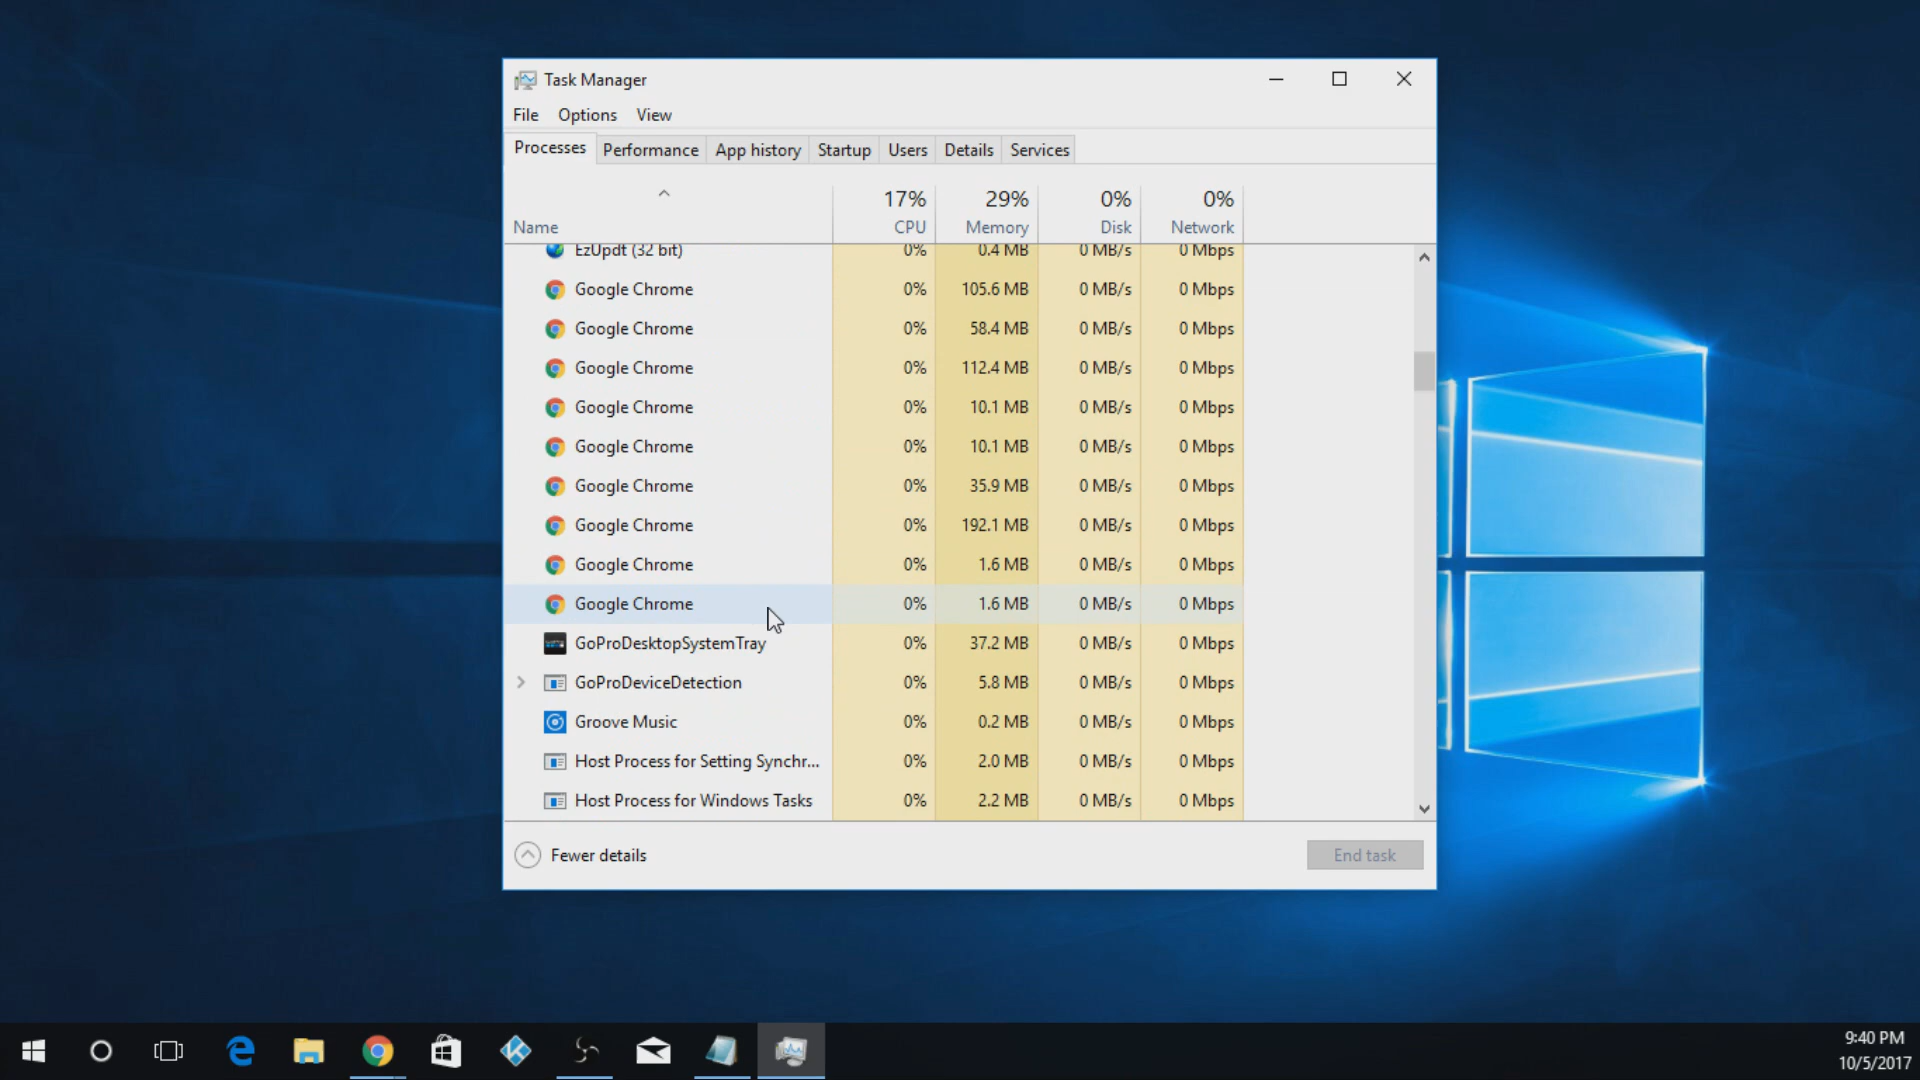 Task Manager
File Options View
Processes Performance App history Startup Users Details Services
17% 29% 0% 0%
Name CPU Memory Disk Network
EzUpdt (32 bit) 0% 0.4 MB 0 MB/s 0 Mbps
Google Chrome 0% 105.6 MB 0 MB/s 0 Mbps
Google Chrome 0% 58.4 MB 0 MB/s 0 Mbps
Google Chrome 0% 112.4 MB 0 MB/s 0 Mbps
Google Chrome 0% 10.1 MB 0 MB/s 0 Mbps
Google Chrome 0% 10.1 MB 0 MB/s 0 Mbps
Google Chrome 0% 35.9 MB 0 MB/s 0 Mbps
Google Chrome 0% 192.1 MB 0 MB/s 0 Mbps
Google Chrome 0% 1.6 MB 0 MB/s 0 Mbps
Google Chrome 0% 1.6 MB 0 MB/s 0 Mbps
GoProDesktopSystemTray 0% 37.2 MB 0 MB/s 0 Mbps
GoProDeviceDetection 0% 5.8 MB 0 MB/s 0 Mbps
Groove Music 0% 0.2 MB 0 MB/s 0 Mbps
Host Process for Setting Synchr... 0% 2.0 MB 0 MB/s 0 Mbps
Host Process for Windows Tasks 0% 2.2 MB 0 MB/s 0 Mbps
Fewer details End task
9:40 PM
10/5/2017